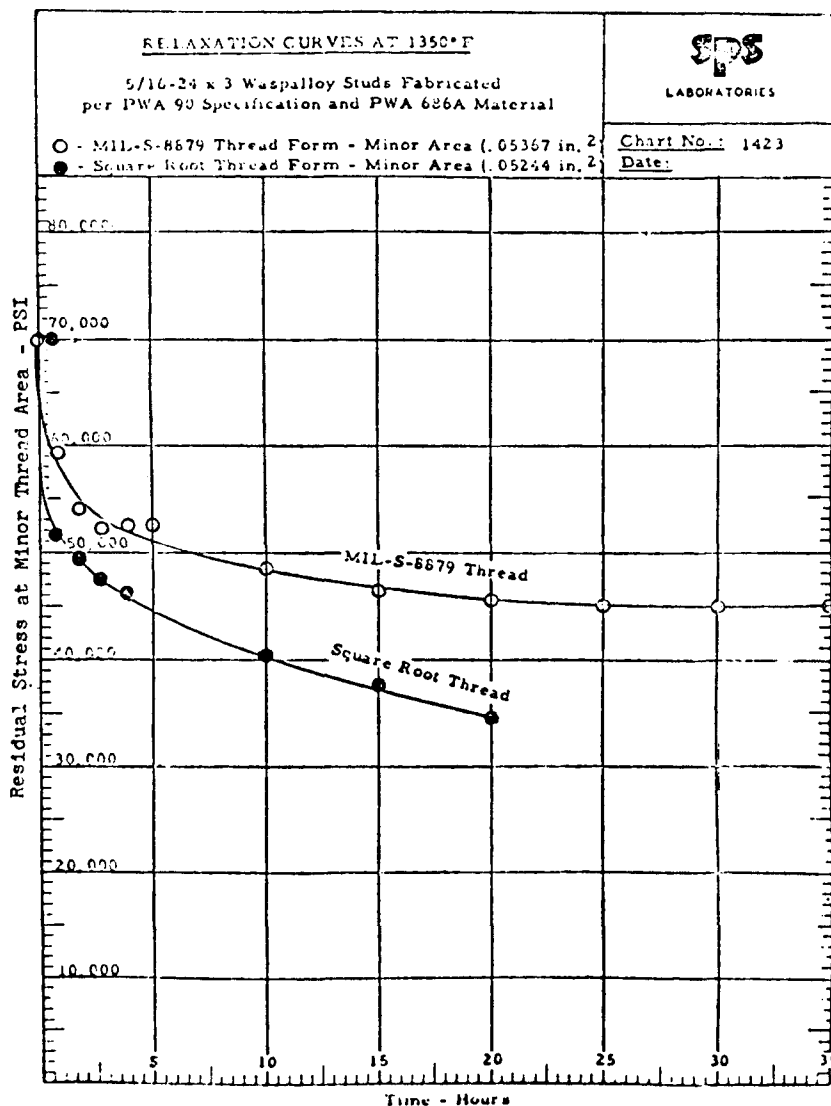 RELAXATION CURVES AT 1350°F
5/16-24 x 3 Waspalloy Studs Fabricated
per PWA 90 Specification and PWA 686A Material
O - MIL-S-8879 Thread Form - Minor Area (.05367 in.2)
● - Square Root Thread Form - Minor Area (.05244 in.2)
SPS
LABORATORIES
Chart No.: 1423
Date:
Residual Stress at Minor Thread Area - PSI
80,000
70,000
60,000
50,000
40,000
30,000
20,000
10,000
MIL-S-8879 Thread
Square Root Thread
5 10 15 20 25 30 35
Time - Hours